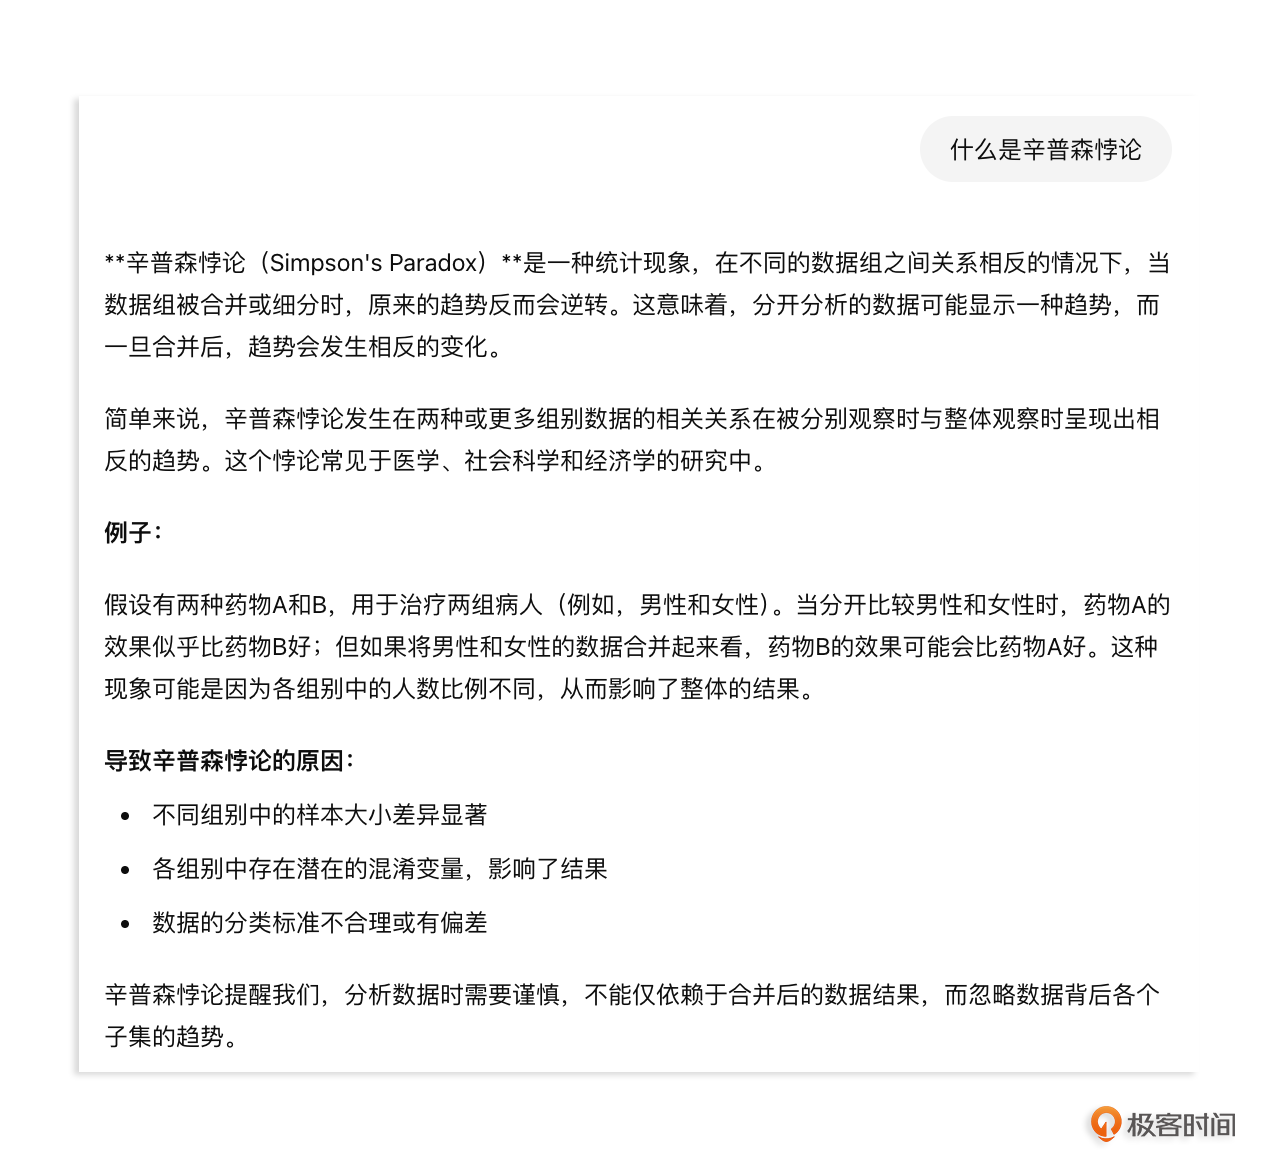 什么是辛普森悖论
**辛普森悖论（Simpson's Paradox）**是一种统计现象，在不同的数据组之间关系相反的情况下，当
数据组被合并或细分时，原来的趋势反而会逆转。这意味着，分开分析的数据可能显示一种趋势，而
一旦合并后，趋势会发生相反的变化。
简单来说，辛普森悖论发生在两种或更多组别数据的相关关系在被分别观察时与整体观察时呈现出相
反的趋势。这个悖论常见于医学、社会科学和经济学的研究中。
例子：
假设有两种药物A和B，用于治疗两组病人（例如，男性和女性）。当分开比较男性和女性时，药物A的
效果似乎比药物B好；但如果将男性和女性的数据合并起来看，药物B的效果可能会比药物A好。这种
现象可能是因为各组别中的人数比例不同，从而影响了整体的结果。
导致辛普森悖论的原因：
• 不同组别中的样本大小差异显著
• 各组别中存在潜在的混淆变量，影响了结果
• 数据的分类标准不合理或有偏差
辛普森悖论提醒我们，分析数据时需要谨慎，不能仅依赖于合并后的数据结果，而忽略数据背后各个
子集的趋势。
极客时间